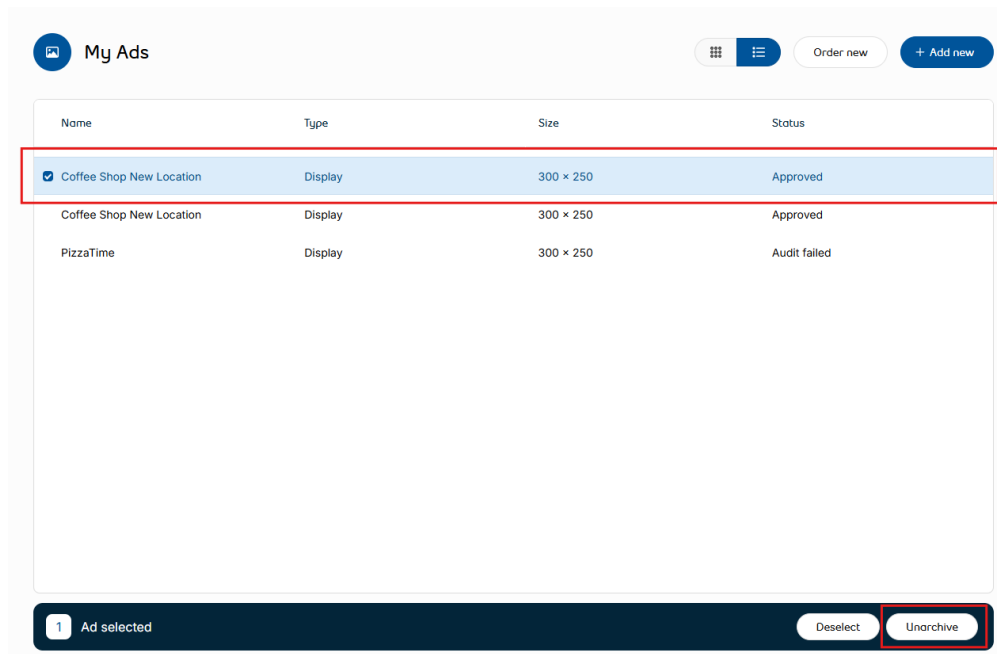 My Ads
Order new
+ Add new
Name Type Size Status
Coffee Shop New Location Display 300 × 250 Approved
Coffee Shop New Location Display 300 × 250 Approved
PizzaTime Display 300 × 250 Audit failed
1 Ad selected
Deselect
Unarchive